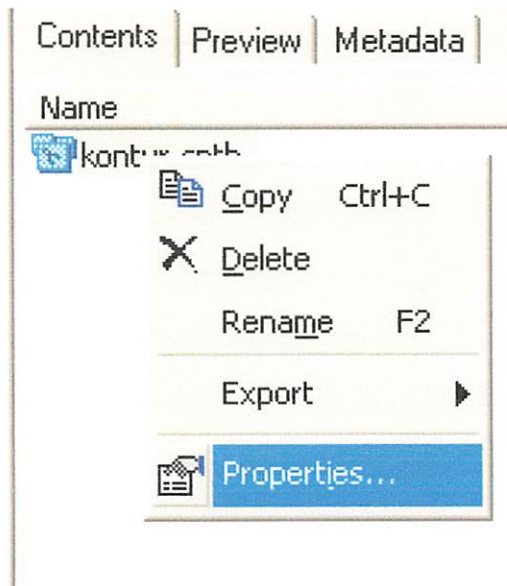 Contents Preview Metadata
Name
Copy Ctrl+C
Delete
Rename F2
Export
Properties...